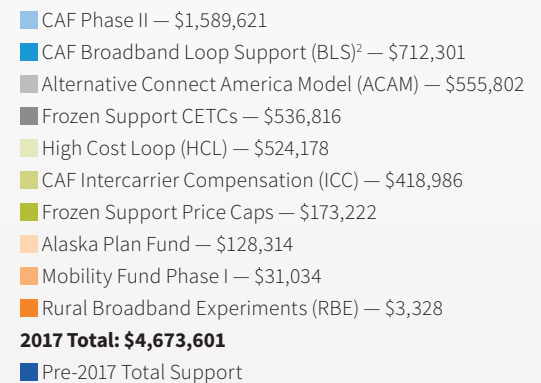 CAF Phase II — $1,589,621
CAF Broadband Loop Support (BLS)² — $712,301
Alternative Connect America Model (ACAM) — $555,802
Frozen Support CETCs — $536,816
High Cost Loop (HCL) — $524,178
CAF Intercarrier Compensation (ICC) — $418,986
Frozen Support Price Caps — $173,222
Alaska Plan Fund — $128,314
Mobility Fund Phase I — $31,034
Rural Broadband Experiments (RBE) — $3,328
2017 Total: $4,673,601
Pre-2017 Total Support